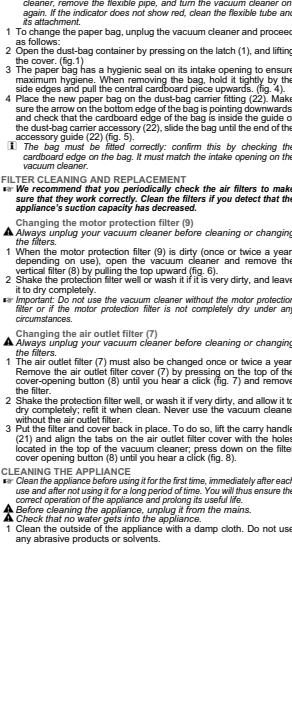 cleaner, remove the flexible pipe, and turn the vacuum cleaner on
again. If the indicator does not show red, clean the flexible tube and
its attachment.
1 To change the paper bag, unplug the vacuum cleaner and proceed
as follows:
2 Open the dust-bag container by pressing on the latch (1), and lifting
the cover. (fig.1)
3 The paper bag has a hygienic seal on its intake opening to ensure
maximum hygiene. When removing the bag, hold it tightly by the
side edges and pull the central cardboard piece upwards. (fig. 4).
4 Place the new paper bag on the dust-bag carrier fitting (22). Make
sure the arrow on the bottom edge of the bag is pointing downwards,
and check that the cardboard edge of the bag is inside the guide of
the dust-bag carrier accessory (22), slide the bag until the end of the
accessory guide (22) (fig. 5).
i The bag must be fitted correctly: confirm this by checking the
cardboard edge on the bag. It must match the intake opening on the
vacuum cleaner.
FILTER CLEANING AND REPLACEMENT
☞ We recommend that you periodically check the air filters to make
sure that they work correctly. Clean the filters if you detect that the
appliance's suction capacity has decreased.
Changing the motor protection filter (9)
⚠ Always unplug your vacuum cleaner before cleaning or changing
the filters.
1 When the motor protection filter (9) is dirty (once or twice a year,
depending on use), open the vacuum cleaner and remove the
vertical filter (8) by pulling the top upward (fig. 6).
2 Shake the protection filter well or wash it if it is very dirty, and leave
it to dry completely.
☞ Important: Do not use the vacuum cleaner without the motor protection
filter or if the motor protection filter is not completely dry under any
circumstances.
Changing the air outlet filter (7)
⚠ Always unplug your vacuum cleaner before cleaning or changing
the filters.
1 The air outlet filter (7) must also be changed once or twice a year.
Remove the air outlet filter cover (7) by pressing on the top of the
cover-opening button (8) until you hear a click (fig. 7) and remove
the filter.
2 Shake the protection filter well, or wash it if very dirty, and allow it to
dry completely; refit it when clean. Never use the vacuum cleaner
without the air outlet filter.
3 Put the filter and cover back in place. To do so, lift the carry handle
(21) and align the tabs on the air outlet filter cover with the holes
located in the top of the vacuum cleaner; press down on the filter
cover opening button (8) until you hear a click (fig. 8).
CLEANING THE APPLIANCE
☞ Clean the appliance before using it for the first time, immediately after each
use and after not using it for a long period of time. You will thus ensure the
correct operation of the appliance and prolong its useful life.
⚠ Before cleaning the appliance, unplug it from the mains.
⚠ Check that no water gets into the appliance.
1 Clean the outside of the appliance with a damp cloth. Do not use
any abrasive products or solvents.